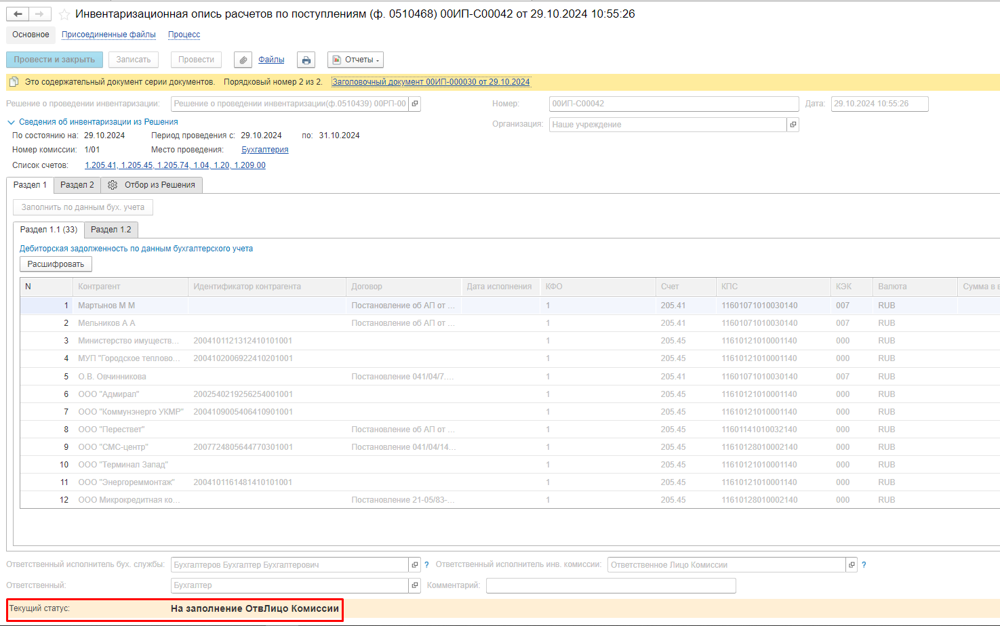 Инвентаризационная опись расчетов по поступлениям (ф. 0510468) 00ИП-С00042 от 29.10.2024 10:55:26
Основное Присоединенные файлы Процесс
Провести и закрыть Записать Провести Файлы Отчеты
Это содержательный документ серии документов. Порядковый номер 2 из 2. Заголовочный документ 00ИП-000030 от 29.10.2024
Решение о проведении инвентаризации: Решение о проведении инвентаризации(ф.0510439) 00РП-00 Номер: 00ИП-С00042 Дата: 29.10.2024 10:55:26
Сведения об инвентаризации из Решения Организация: Наше учреждение
По состоянию на: 29.10.2024 Период проведения с: 29.10.2024 по: 31.10.2024
Номер комиссии: 1/01 Место проведения: Бухгалтерия
Список счетов: 1.205.41, 1.205.45, 1.205.74, 1.04, 1.20, 1.209.00
Раздел 1 Раздел 2 Отбор из Решения
Заполнить по данным бух. учета
Раздел 1.1 (33) Раздел 1.2
Дебиторская задолженность по данным бухгалтерского учета
Расшифровать
N Контрагент Идентификатор контрагента Договор Дата исполнения КФО Счет КПС КЭК Валюта Сумма в в
1 Мартынов М М Постановление об АП от ... 1 205.41 11601071010030140 007 RUB
2 Мельников А А Постановление об АП от ... 1 205.41 11601071010030140 007 RUB
3 Министерство имуществ... 2004101121312410101001 1 205.45 11610121010001140 000 RUB
4 МУП "Городское теплово... 2004102006922410201001 1 205.45 11610121010001140 000 RUB
5 О.В. Овчинникова Постановление 041/04/7.... 1 205.41 11601071010030140 007 RUB
6 ООО "Адмирал" 2002540219256254001001 1 205.45 11610121010001140 000 RUB
7 ООО "Коммунэнерго УКМР" 2004109005406410901001 1 205.45 11610121010001140 000 RUB
8 ООО "Пересвет" Постановление об АП от ... 1 205.45 11601141010032140 000 RUB
9 ООО "СМС-центр" 2007724805644770301001 Постановление 041/04/14... 1 205.45 11610128010002140 000 RUB
10 ООО "Терминал Запад" 1 205.45 11610121010001140 000 RUB
11 ООО "Энергореммонтаж" 2004101161481410101001 1 205.45 11610121010001140 000 RUB
12 ООО Микрокредитная ко... Постановление 21-05/83-... 1 205.45 11610128010002140 000 RUB
Ответственный исполнитель бух. службы: Бухгалтеров Бухгалтер Бухгалтерович ? Ответственный исполнитель инв. комиссии: Ответственное Лицо Комиссии ?
Ответственный: Бухгалтер Комментарий:
Текущий статус: На заполнение ОтвЛицо Комиссии